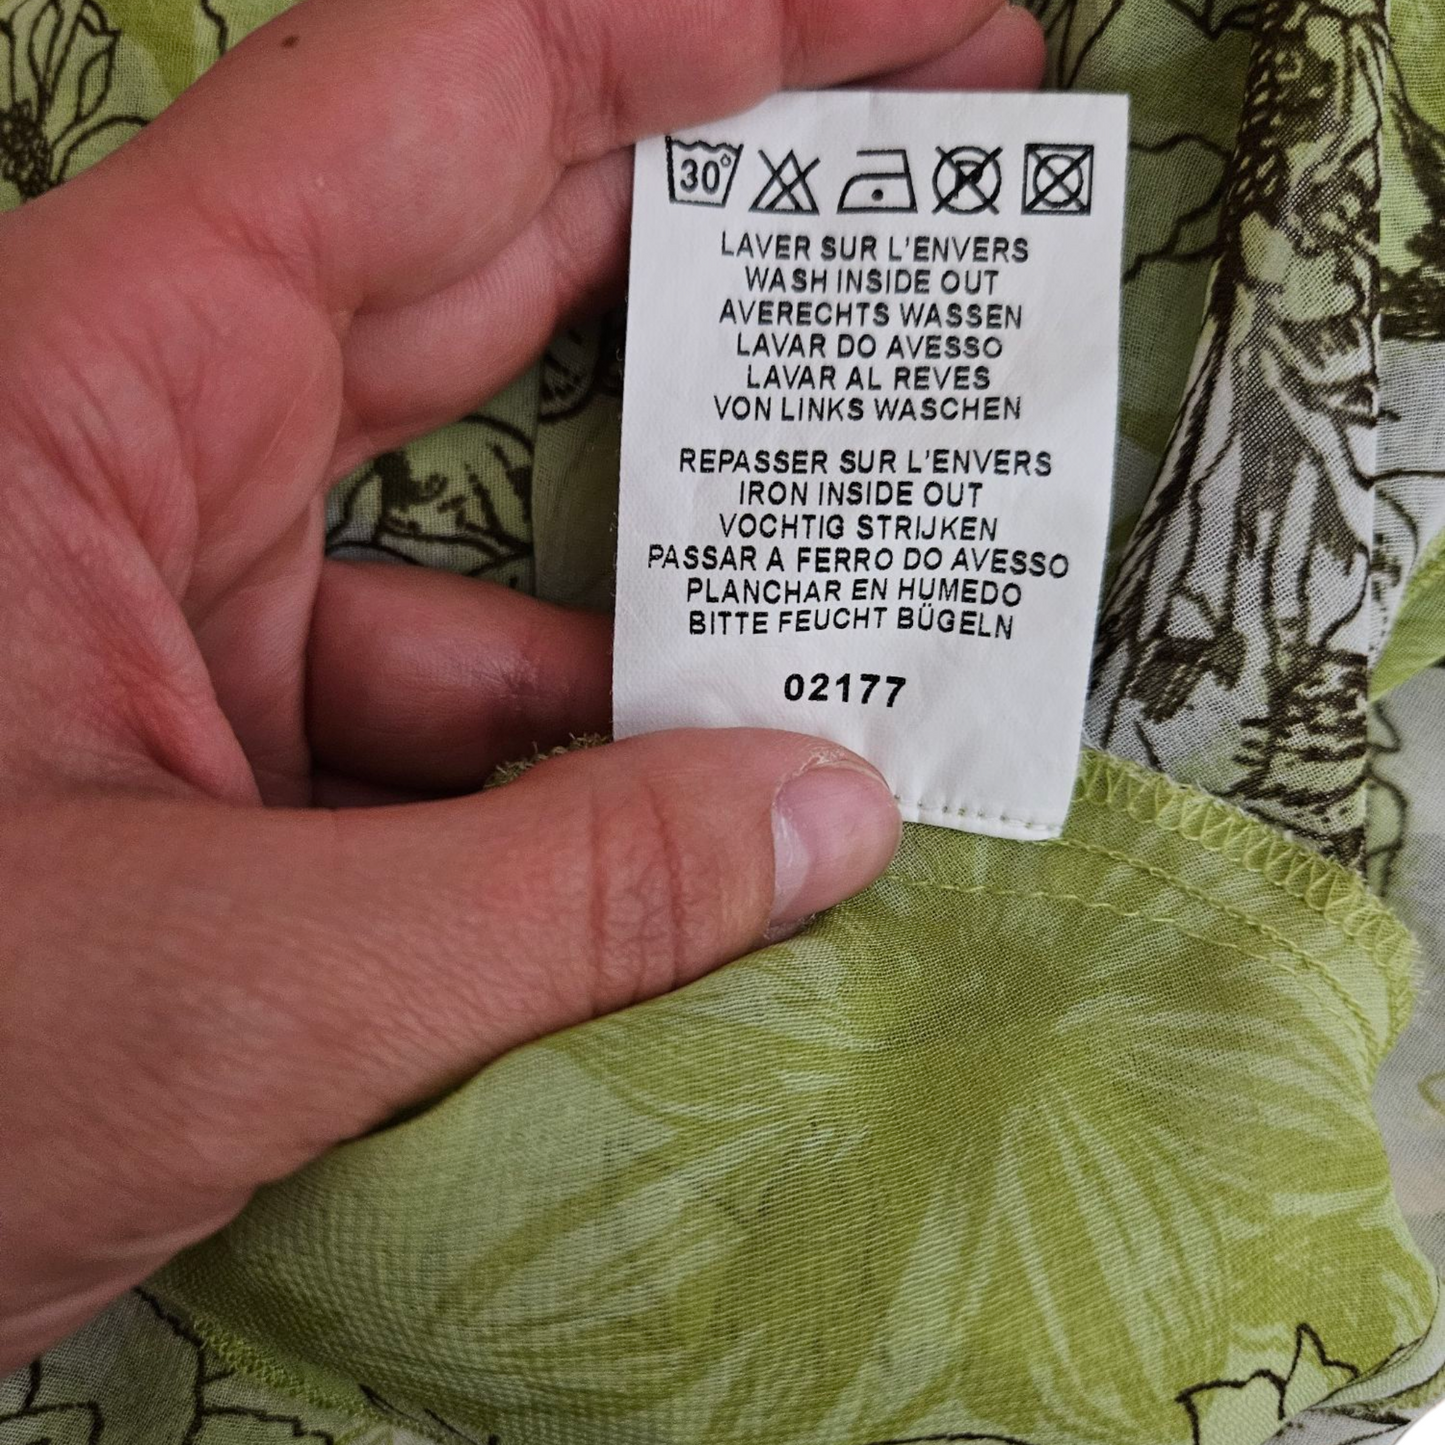 30°
LAVER SUR L'ENVERS
WASH INSIDE OUT
AVERECHTS WASSEN
LAVAR DO AVESSO
LAVAR AL REVES
VON LINKS WASCHEN
REPASSER SUR L'ENVERS
IRON INSIDE OUT
VOCHTIG STRIJKEN
PASSAR A FERRO DO AVESSO
PLANCHAR EN HUMEDO
BITTE FEUCHT BÜGELN
02177